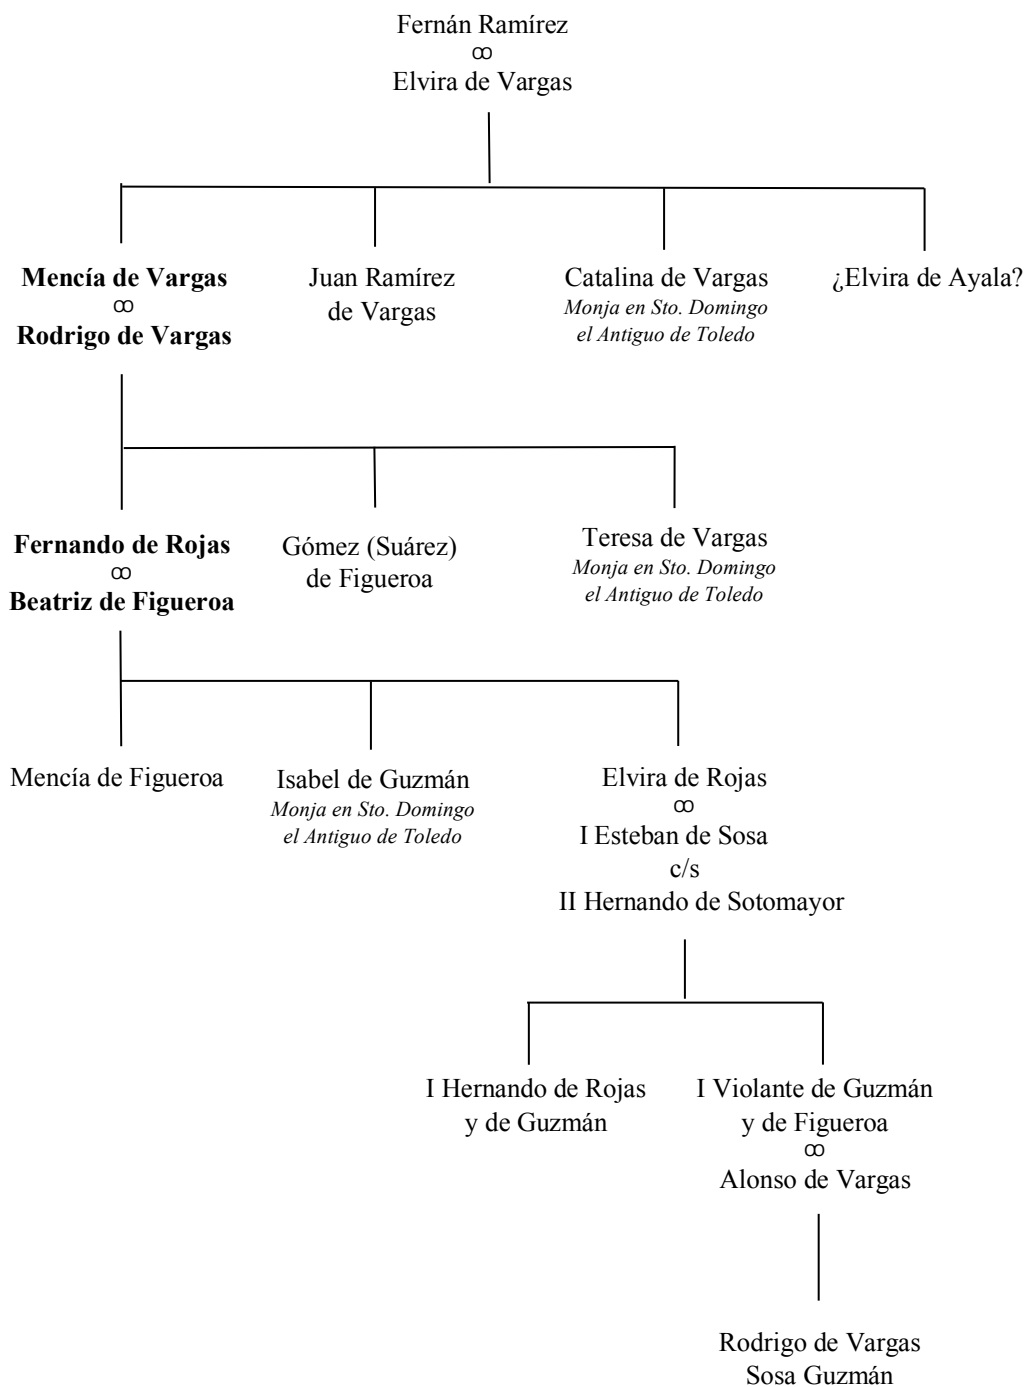 Fernán Ramírez
ꝏ
Elvira de Vargas
Mencía de Vargas
ꝏ
Rodrigo de Vargas
Juan Ramírez
de Vargas
Catalina de Vargas
Monja en Sto. Domingo
el Antiguo de Toledo
¿Elvira de Ayala?
Fernando de Rojas
ꝏ
Beatriz de Figueroa
Gómez (Suárez)
de Figueroa
Teresa de Vargas
Monja en Sto. Domingo
el Antiguo de Toledo
Mencía de Figueroa
Isabel de Guzmán
Monja en Sto. Domingo
el Antiguo de Toledo
Elvira de Rojas
ꝏ
I Esteban de Sosa
c/s
II Hernando de Sotomayor
I Hernando de Rojas
y de Guzmán
I Violante de Guzmán
y de Figueroa
ꝏ
Alonso de Vargas
Rodrigo de Vargas
Sosa Guzmán